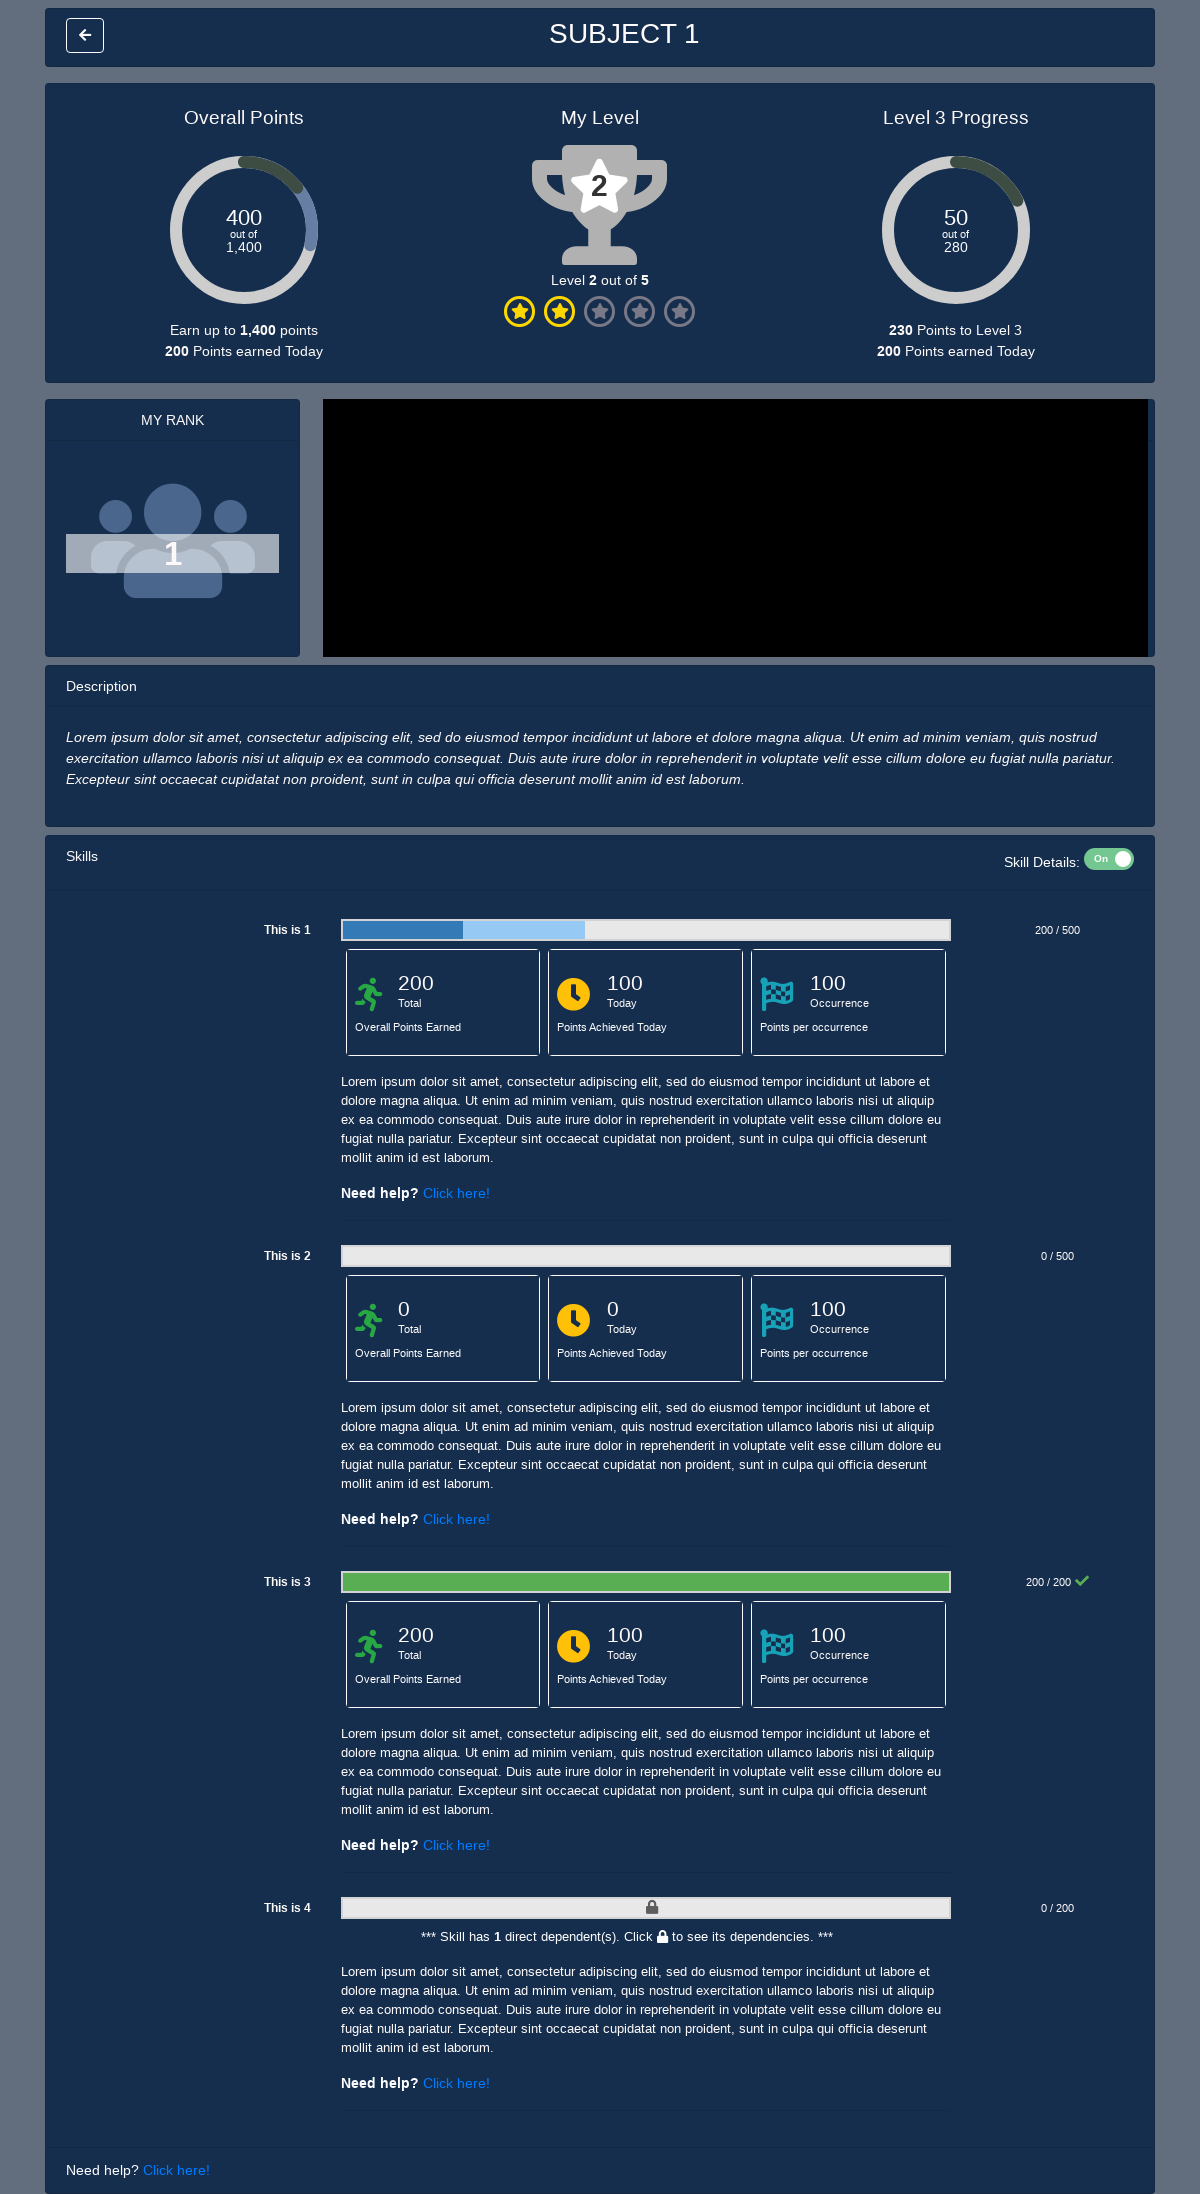 SUBJECT 1
Overall Points
400
out of
1,400
Earn up to 1,400 points
200 Points earned Today
My Level
2
Level 2 out of 5
Level 3 Progress
50
out of
280
230 Points to Level 3
200 Points earned Today
MY RANK
1
Description
Lorem ipsum dolor sit amet, consectetur adipiscing elit, sed do eiusmod tempor incididunt ut labore et dolore magna aliqua. Ut enim ad minim veniam, quis nostrud
exercitation ullamco laboris nisi ut aliquip ex ea commodo consequat. Duis aute irure dolor in reprehenderit in voluptate velit esse cillum dolore eu fugiat nulla pariatur.
Excepteur sint occaecat cupidatat non proident, sunt in culpa qui officia deserunt mollit anim id est laborum.
Skills
Skill Details: On
This is 1
200 / 500
200
Total
Overall Points Earned
100
Today
Points Achieved Today
100
Occurrence
Points per occurrence
Lorem ipsum dolor sit amet, consectetur adipiscing elit, sed do eiusmod tempor incididunt ut labore et
dolore magna aliqua. Ut enim ad minim veniam, quis nostrud exercitation ullamco laboris nisi ut aliquip
ex ea commodo consequat. Duis aute irure dolor in reprehenderit in voluptate velit esse cillum dolore eu
fugiat nulla pariatur. Excepteur sint occaecat cupidatat non proident, sunt in culpa qui officia deserunt
mollit anim id est laborum.
Need help? Click here!
This is 2
0 / 500
0
Total
Overall Points Earned
0
Today
Points Achieved Today
100
Occurrence
Points per occurrence
Lorem ipsum dolor sit amet, consectetur adipiscing elit, sed do eiusmod tempor incididunt ut labore et
dolore magna aliqua. Ut enim ad minim veniam, quis nostrud exercitation ullamco laboris nisi ut aliquip
ex ea commodo consequat. Duis aute irure dolor in reprehenderit in voluptate velit esse cillum dolore eu
fugiat nulla pariatur. Excepteur sint occaecat cupidatat non proident, sunt in culpa qui officia deserunt
mollit anim id est laborum.
Need help? Click here!
This is 3
200 / 200
200
Total
Overall Points Earned
100
Today
Points Achieved Today
100
Occurrence
Points per occurrence
Lorem ipsum dolor sit amet, consectetur adipiscing elit, sed do eiusmod tempor incididunt ut labore et
dolore magna aliqua. Ut enim ad minim veniam, quis nostrud exercitation ullamco laboris nisi ut aliquip
ex ea commodo consequat. Duis aute irure dolor in reprehenderit in voluptate velit esse cillum dolore eu
fugiat nulla pariatur. Excepteur sint occaecat cupidatat non proident, sunt in culpa qui officia deserunt
mollit anim id est laborum.
Need help? Click here!
This is 4
0 / 200
*** Skill has 1 direct dependent(s). Click to see its dependencies. ***
Lorem ipsum dolor sit amet, consectetur adipiscing elit, sed do eiusmod tempor incididunt ut labore et
dolore magna aliqua. Ut enim ad minim veniam, quis nostrud exercitation ullamco laboris nisi ut aliquip
ex ea commodo consequat. Duis aute irure dolor in reprehenderit in voluptate velit esse cillum dolore eu
fugiat nulla pariatur. Excepteur sint occaecat cupidatat non proident, sunt in culpa qui officia deserunt
mollit anim id est laborum.
Need help? Click here!
Need help? Click here!